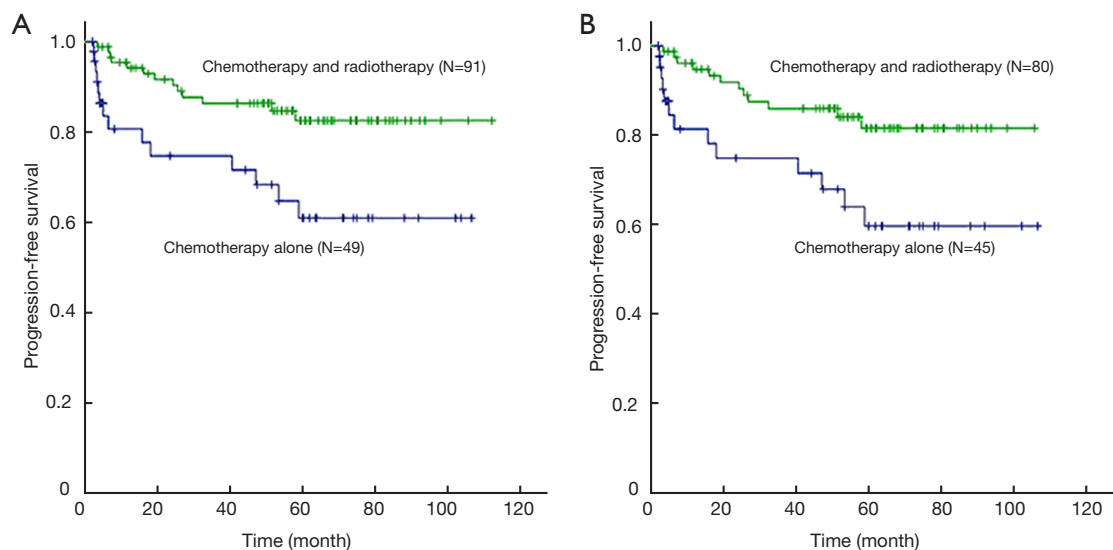 A
Progression-free survival
1.0
0.8
0.6
0.4
0.2
0
Chemotherapy and radiotherapy (N=91)
Chemotherapy alone (N=49)
0 20 40 60 80 100 120
Time (month)
B
Progression-free survival
1.0
0.8
0.6
0.4
0.2
0
Chemotherapy and radiotherapy (N=80)
Chemotherapy alone (N=45)
0 20 40 60 80 100 120
Time (month)